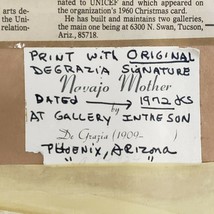 nated to UNICEF and which appeared on
arts de- the organization's 1960 Christmas card.
the Uni- He has built and maintains two galleries,
relation- the main one being at 6300 N. Swan, Tucson,
Ariz., 85718.
PRINT WITH ORIGINAL
DEGRAZIA SIGNATURE
Navajo Mother
DATED → 1972
by
AT GALLERY IN
De Grazia (1909-    )
PHOENIX, ARIZONA